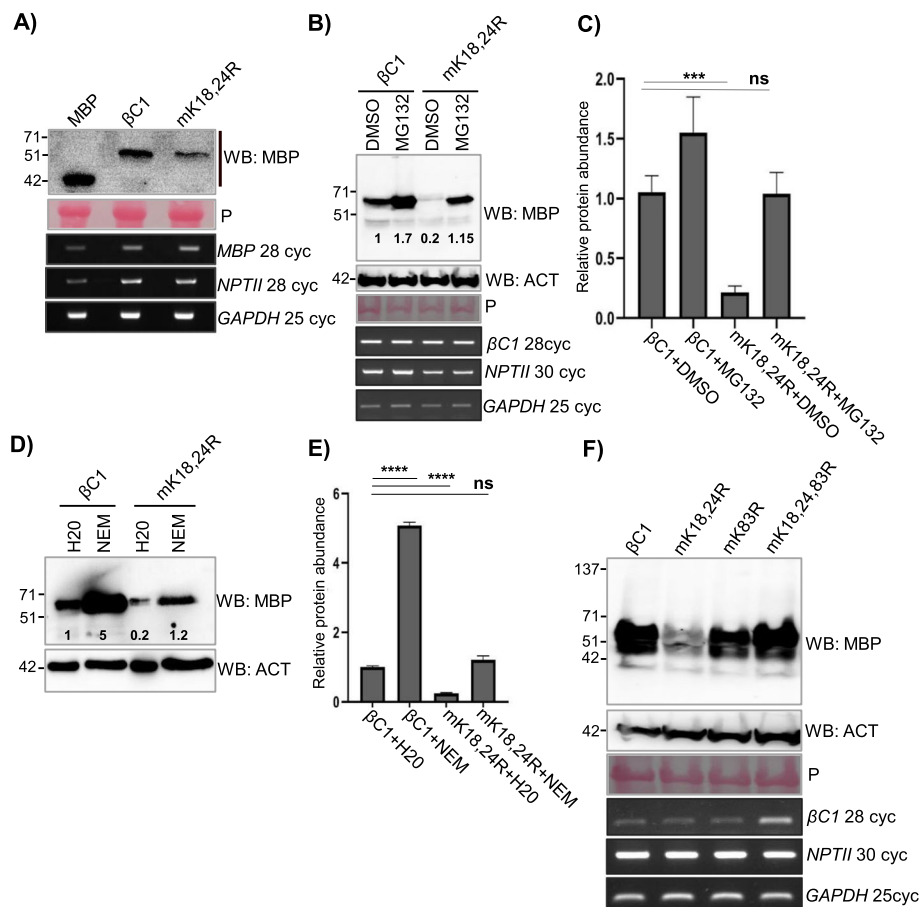 A)
MBP
βC1
mK18,24R
71
51
42
WB: MBP
P
MBP 28 cyc
NPTII 28 cyc
GAPDH 25 cyc
B)
βC1
mK18,24R
DMSO
MG132
DMSO
MG132
71
51
WB: MBP
1 1.7 0.2 1.15
42
WB: ACT
P
βC1 28cyc
NPTII 30 cyc
GAPDH 25 cyc
C)
Relative protein abundance
2.0
1.5
1.0
0.5
0.0
***
ns
βC1+DMSO
βC1+MG132
mK18,24R+DMSO
mK18,24R+MG132
D)
βC1
mK18,24R
H20
NEM
H20
NEM
71
51
WB: MBP
1 5 0.2 1.2
42
WB: ACT
E)
Relative protein abundance
6
4
2
0
****
****
ns
βC1+H20
βC1+NEM
mK18,24R+H20
mK18,24R+NEM
F)
βC1
mK18,24R
mK83R
mK18,24,83R
137
71
51
42
WB: MBP
42
WB: ACT
P
βC1 28 cyc
NPTII 30 cyc
GAPDH 25cyc